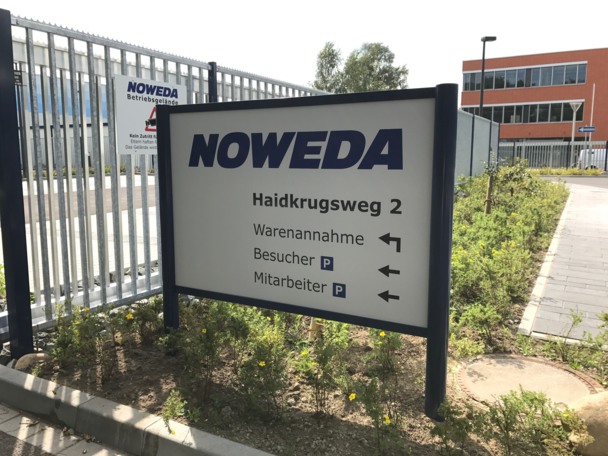 NOWEDA
Betriebsgelände
NOWEDA
Haidkrugsweg 2
Warenannahme
Besucher P
Mitarbeiter P